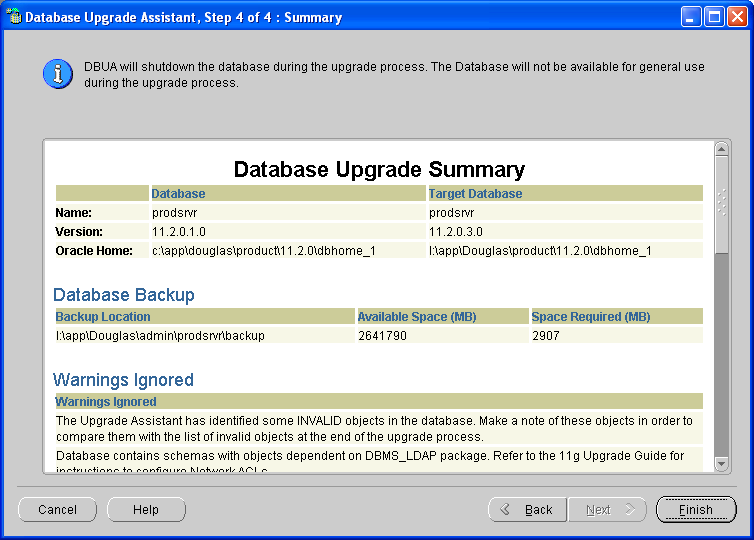 Database Upgrade Assistant, Step 4 of 4 : Summary
DBUA will shutdown the database during the upgrade process. The Database will not be available for general use
during the upgrade process.
Database Upgrade Summary
Database Target Database
Name: prodsrvr prodsrvr
Version: 11.2.0.1.0 11.2.0.3.0
Oracle Home: c:\app\douglas\product\11.2.0\dbhome_1 I:\app\Douglas\product\11.2.0\dbhome_1
Database Backup
Backup Location Available Space (MB) Space Required (MB)
I:\app\Douglas\admin\prodsrvr\backup 2641790 2907
Warnings Ignored
Warnings Ignored
The Upgrade Assistant has identified some INVALID objects in the database. Make a note of these objects in order to
compare them with the list of invalid objects at the end of the upgrade process.
Database contains schemas with objects dependent on DBMS_LDAP package. Refer to the 11g Upgrade Guide for
instructions to configure Network ACLs
Cancel Help Back Next Finish